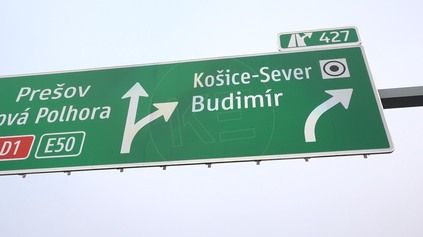 427
Prešov
ová Polhora
D1 E50
Košice-Sever
Budimír